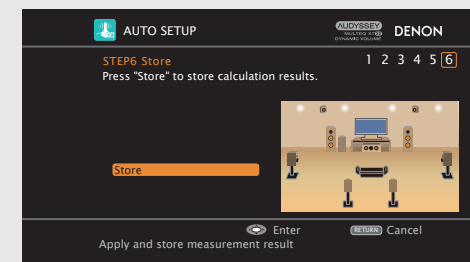 AUTO SETUP
AUDYSSEY
MULTEQ XT32
DYNAMIC VOLUME
DENON
STEP6 Store
1 2 3 4 5 6
Press “Store” to store calculation results.
Store
Enter
RETURN Cancel
Apply and store measurement result